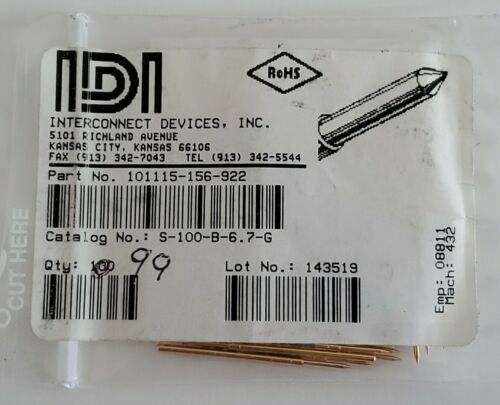 IDI
RoHS
INTERCONNECT DEVICES, INC.
5101 RICHLAND AVENUE
KANSAS CITY, KANSAS 66106
FAX (913) 342-7043 TEL (913) 342-5544
Part No. 101115-156-922
Catalog No.: S-100-B-6.7-G
Qty: 100 99 Lot No.: 143519
Emp: 08811
Mach: 432
CUT HERE